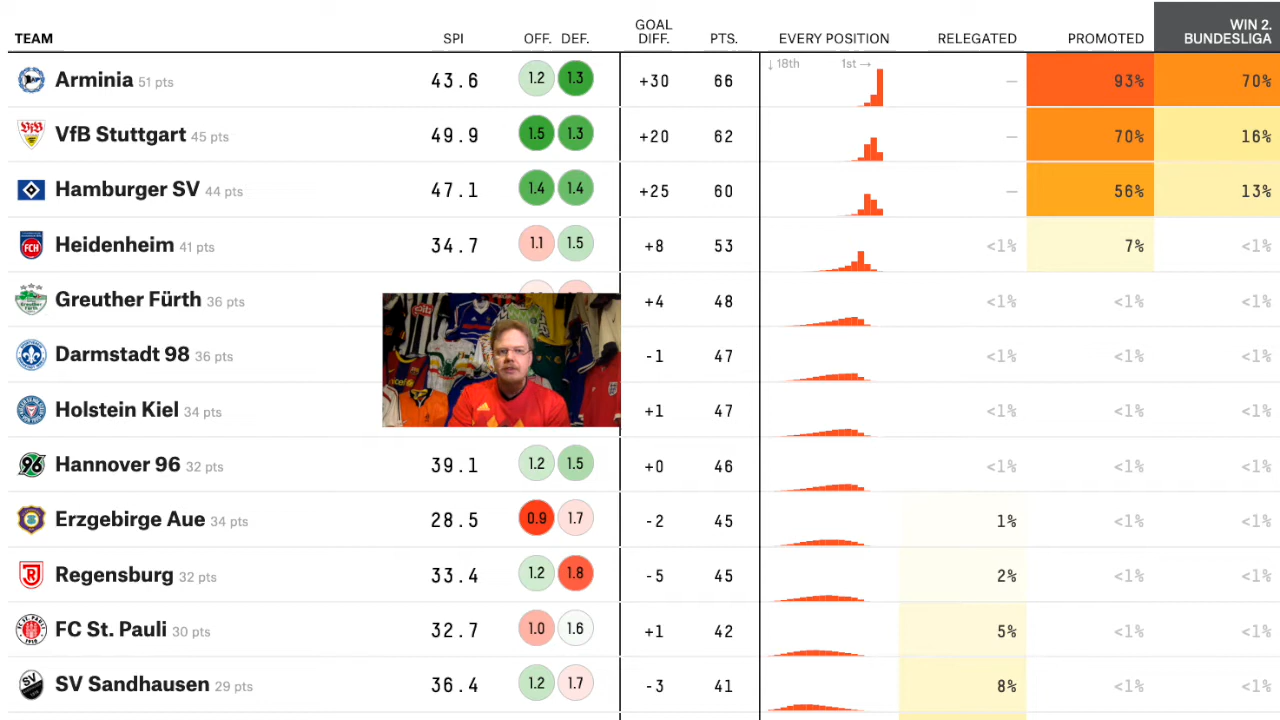 TEAM SPI OFF. DEF. GOAL DIFF. PTS. EVERY POSITION RELEGATED PROMOTED WIN 2. BUNDESLIGA
↓ 18th 1st →
Arminia 51 pts 43.6 1.2 1.3 +30 66 — 93% 70%
VfB Stuttgart 45 pts 49.9 1.5 1.3 +20 62 — 70% 16%
Hamburger SV 44 pts 47.1 1.4 1.4 +25 60 — 56% 13%
Heidenheim 41 pts 34.7 1.1 1.5 +8 53 <1% 7% <1%
Greuther Fürth 36 pts +4 48 <1% <1% <1%
Darmstadt 98 36 pts -1 47 <1% <1% <1%
Holstein Kiel 34 pts +1 47 <1% <1% <1%
Hannover 96 32 pts 39.1 1.2 1.5 +0 46 <1% <1% <1%
Erzgebirge Aue 34 pts 28.5 0.9 1.7 -2 45 1% <1% <1%
Regensburg 32 pts 33.4 1.2 1.8 -5 45 2% <1% <1%
FC St. Pauli 30 pts 32.7 1.0 1.6 +1 42 5% <1% <1%
SV Sandhausen 29 pts 36.4 1.2 1.7 -3 41 8% <1% <1%